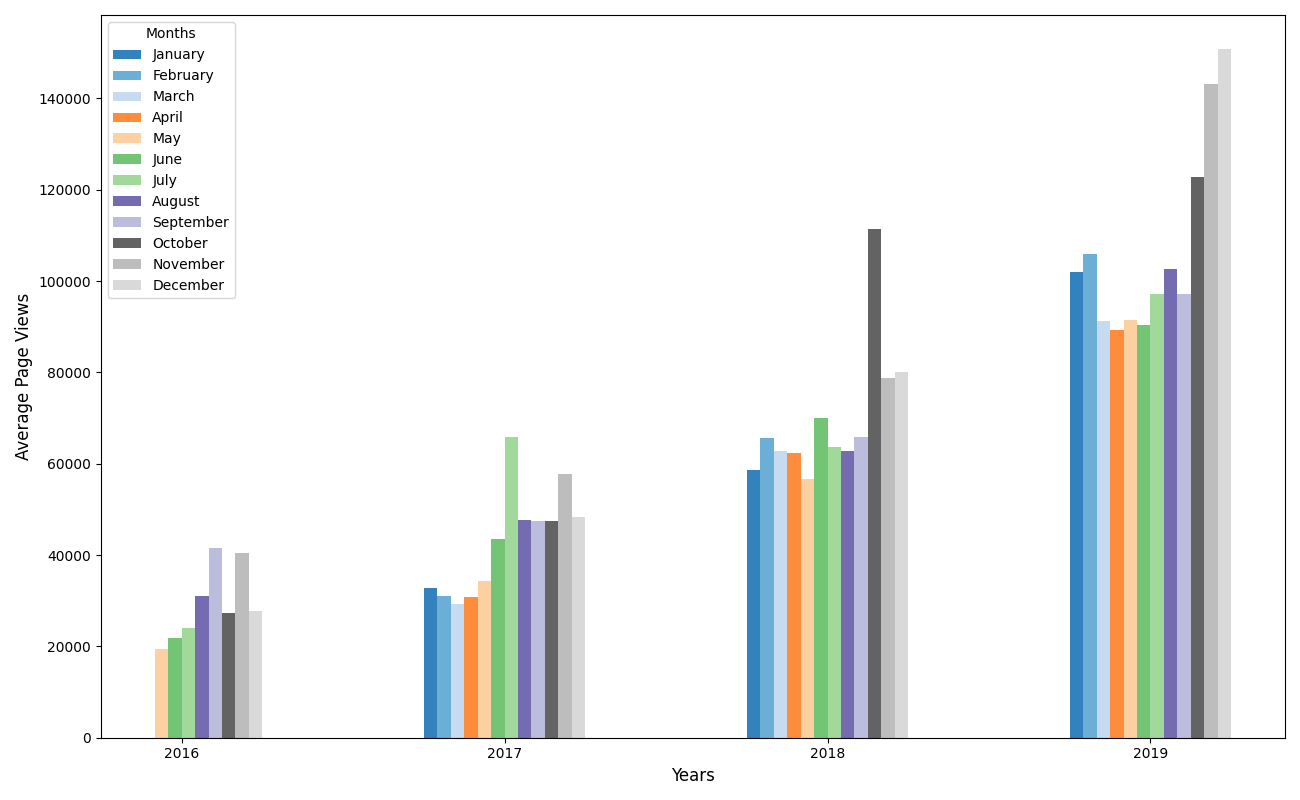 Months
January
February
March
April
May
June
July
August
September
October
November
December
140000
120000
100000
80000
60000
40000
20000
0
Average Page Views
2016 2017 2018 2019
Years